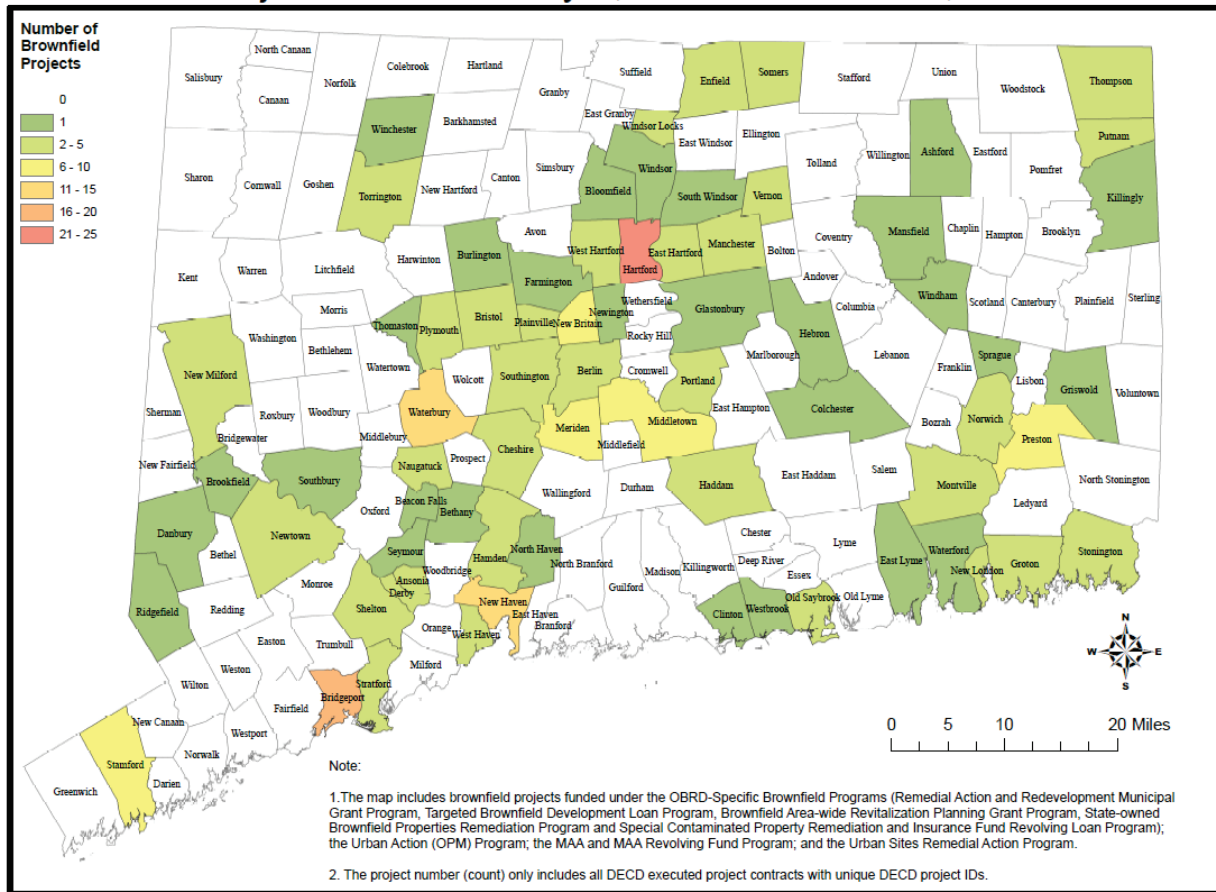 Number of
Brownfield
Projects
0
1
2 - 5
6 - 10
11 - 15
16 - 20
21 - 25
Salisbury
North Canaan
Canaan
Norfolk
Colebrook
Hartland
Granby
Suffield
East Granby
Windsor Locks
Enfield
Somers
Stafford
Union
Woodstock
Thompson
Putnam
Winchester
Barkhamsted
East Windsor
Ellington
Tolland
Willington
Ashford
Eastford
Pomfret
Killingly
Sharon
Cornwall
Goshen
Torrington
New Hartford
Canton
Simsbury
Bloomfield
Windsor
South Windsor
Vernon
Kent
Warren
Litchfield
Harwinton
Burlington
Avon
Farmington
West Hartford
Hartford
East Hartford
Manchester
Bolton
Coventry
Andover
Columbia
Mansfield
Chaplin
Hampton
Brooklyn
Windham
Scotland
Canterbury
Plainfield
Sterling
Washington
Morris
Bethlehem
Watertown
Thomaston
Plymouth
Bristol
Plainville
New Britain
Newington
Wethersfield
Rocky Hill
Glastonbury
Hebron
Marlborough
Lebanon
Franklin
Sprague
Lisbon
Griswold
Voluntown
New Milford
Sherman
Bridgewater
Roxbury
Woodbury
Middlebury
Waterbury
Wolcott
Southington
Berlin
Cromwell
Portland
East Hampton
Colchester
Bozrah
Norwich
Preston
New Fairfield
Brookfield
Southbury
Naugatuck
Prospect
Cheshire
Meriden
Middlefield
Middletown
Haddam
East Haddam
Salem
Montville
Ledyard
North Stonington
Danbury
Bethel
Newtown
Oxford
Beacon Falls
Bethany
Wallingford
Durham
Ridgefield
Redding
Monroe
Seymour
Woodbridge
Hamden
North Haven
North Branford
Guilford
Madison
Killingworth
Chester
Deep River
Essex
Lyme
East Lyme
Waterford
New London
Groton
Stonington
Ansonia
Derby
Shelton
New Haven
East Haven
Branford
Clinton
Westbrook
Old Saybrook
Old Lyme
Easton
Trumbull
Orange
West Haven
Milford
Stratford
Bridgeport
Weston
Wilton
Fairfield
Westport
Norwalk
New Canaan
Darien
Stamford
Greenwich
N
W
E
S
0 5 10 20 Miles
Note:
1.The map includes brownfield projects funded under the OBRD-Specific Brownfield Programs (Remedial Action and Redevelopment Municipal
Grant Program, Targeted Brownfield Development Loan Program, Brownfield Area-wide Revitalization Planning Grant Program, State-owned
Brownfield Properties Remediation Program and Special Contaminated Property Remediation and Insurance Fund Revolving Loan Program);
the Urban Action (OPM) Program; the MAA and MAA Revolving Fund Program; and the Urban Sites Remedial Action Program.
2. The project number (count) only includes all DECD executed project contracts with unique DECD project IDs.